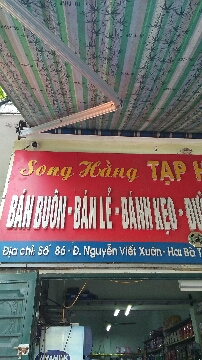 Song Hằng TẠP
BÁN BUÔN - BÁN LẺ - BÁNH KẸO -
Địa chỉ: Số 86 - Đ. Nguyễn Viết Xuân - Hai Bà